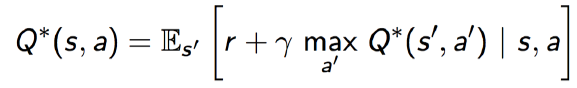 Q*(s, a) = 𝔼_{s'} [ r + γ max_{a'} Q*(s', a') | s, a ]